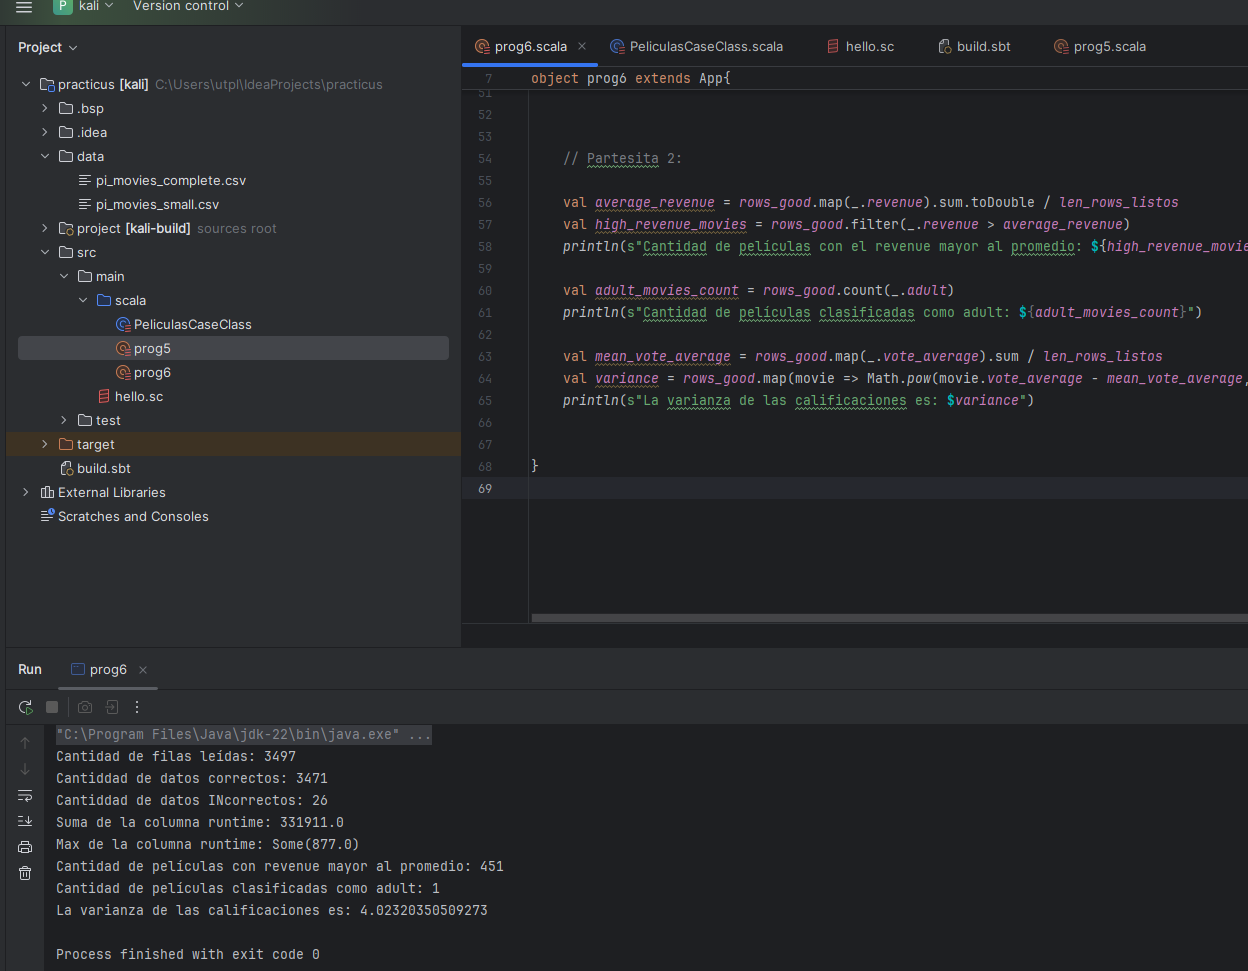 P kali Version control
Project
practicus [kali] C:\Users\utpl\IdeaProjects\practicus
.bsp
.idea
data
pi_movies_complete.csv
pi_movies_small.csv
project [kali-build] sources root
src
main
scala
PeliculasCaseClass
prog5
prog6
hello.sc
test
target
build.sbt
External Libraries
Scratches and Consoles
prog6.scala PeliculasCaseClass.scala hello.sc build.sbt prog5.scala
7 object prog6 extends App{
51
52
53
54 // Partesita 2:
55
56 val average_revenue = rows_good.map(_.revenue).sum.toDouble / len_rows_listos
57 val high_revenue_movies = rows_good.filter(_.revenue > average_revenue)
58 println(s"Cantidad de películas con el revenue mayor al promedio: ${high_revenue_movie
59
60 val adult_movies_count = rows_good.count(_.adult)
61 println(s"Cantidad de películas clasificadas como adult: ${adult_movies_count}")
62
63 val mean_vote_average = rows_good.map(_.vote_average).sum / len_rows_listos
64 val variance = rows_good.map(movie => Math.pow(movie.vote_average - mean_vote_average,
65 println(s"La varianza de las calificaciones es: $variance")
66
67
68 }
69
Run prog6
"C:\Program Files\Java\jdk-22\bin\java.exe" ...
Cantidad de filas leídas: 3497
Cantiddad de datos correctos: 3471
Cantiddad de datos INcorrectos: 26
Suma de la columna runtime: 331911.0
Max de la columna runtime: Some(877.0)
Cantidad de películas con revenue mayor al promedio: 451
Cantidad de películas clasificadas como adult: 1
La varianza de las calificaciones es: 4.02320350509273
Process finished with exit code 0